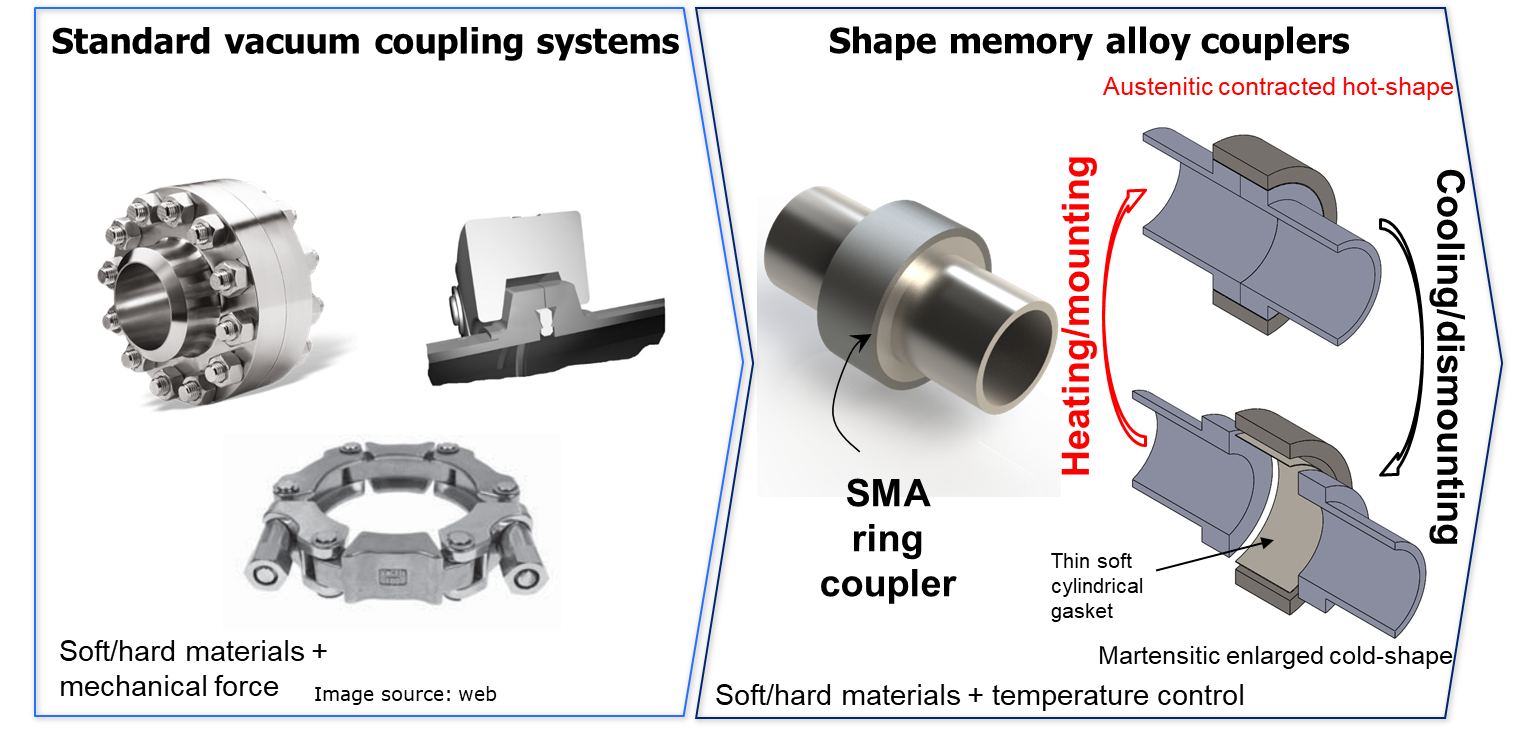 Standard vacuum coupling systems
Soft/hard materials +
mechanical force
Image source: web
Shape memory alloy couplers
Austenitic contracted hot-shape
Heating/mounting
Cooling/dismounting
SMA
ring
coupler
Thin soft
cylindrical
gasket
Martensitic enlarged cold-shape
Soft/hard materials + temperature control